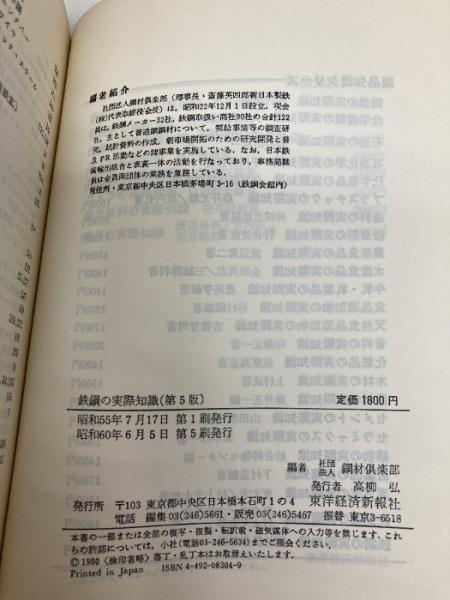 編者紹介
社団法人鋼材倶楽部（理事長・斎藤英四郎新日本製鉄
(株)代表取締役会長）は，昭和22年12月1日設立，現会
員は，鉄鋼メーカー32社，鉄鋼取扱い商社90社の合計122
社。主として普通鋼鋼材について，需給事情等の調査研
究，統計資料の作成，新市場開拓のための研究開発と普
及ＰＲ活動などの諸事業を実施している。なお，日本鉄
鋼輸出組合と表裏一体の活動を行なっており，事務局職
員は全員両団体の業務を兼務している。
現住所・東京都中央区日本橋茅場町3-16（鉄鋼会館内）
鉄鋼の実際知識(第５版) 定価 1800 円
昭和55年７月17日 第１刷発行
昭和60年６月５日 第５刷発行
編者 社団法人 鋼材倶楽部
発行者 高柳 弘
発行所 〒103 東京都中央区日本橋本石町１の４ 東洋経済新報社
電話 編集 03(246)5661・販売 03(246)5467 振替 東京3-6518
本書の一部または全部の複写・複製・転訳載・磁気媒体への入力等を禁じます。これ
らの許諾については，小社(電話03-246-5634)までご照会ください。
© 1980 〈検印省略〉落丁・乱丁本はお取替えいたします。
Printed in Japan ISBN 4-492-08304-9